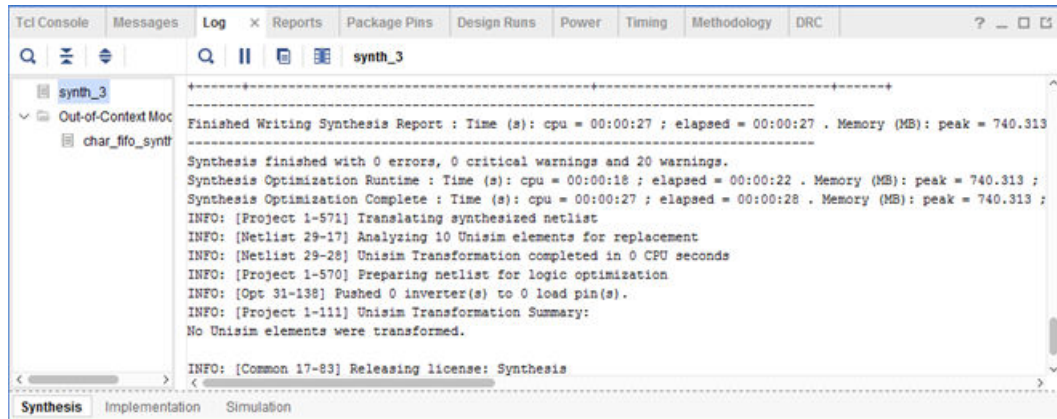 Tcl Console Messages Log × Reports Package Pins Design Runs Power Timing Methodology DRC ?
synth_3
synth_3
Out-of-Context Moc
char_fifo_synth
+------+--------------------------------------------+------------------------------+------+
---------------------------------------------------------------------------------
Finished Writing Synthesis Report : Time (s): cpu = 00:00:27 ; elapsed = 00:00:27 . Memory (MB): peak = 740.313
---------------------------------------------------------------------------------
Synthesis finished with 0 errors, 0 critical warnings and 20 warnings.
Synthesis Optimization Runtime : Time (s): cpu = 00:00:18 ; elapsed = 00:00:22 . Memory (MB): peak = 740.313 ;
Synthesis Optimization Complete : Time (s): cpu = 00:00:27 ; elapsed = 00:00:28 . Memory (MB): peak = 740.313 ;
INFO: [Project 1-571] Translating synthesized netlist
INFO: [Netlist 29-17] Analyzing 10 Unisim elements for replacement
INFO: [Netlist 29-28] Unisim Transformation completed in 0 CPU seconds
INFO: [Project 1-570] Preparing netlist for logic optimization
INFO: [Opt 31-138] Pushed 0 inverter(s) to 0 load pin(s).
INFO: [Project 1-111] Unisim Transformation Summary:
No Unisim elements were transformed.
INFO: [Common 17-83] Releasing license: Synthesis
Synthesis Implementation Simulation